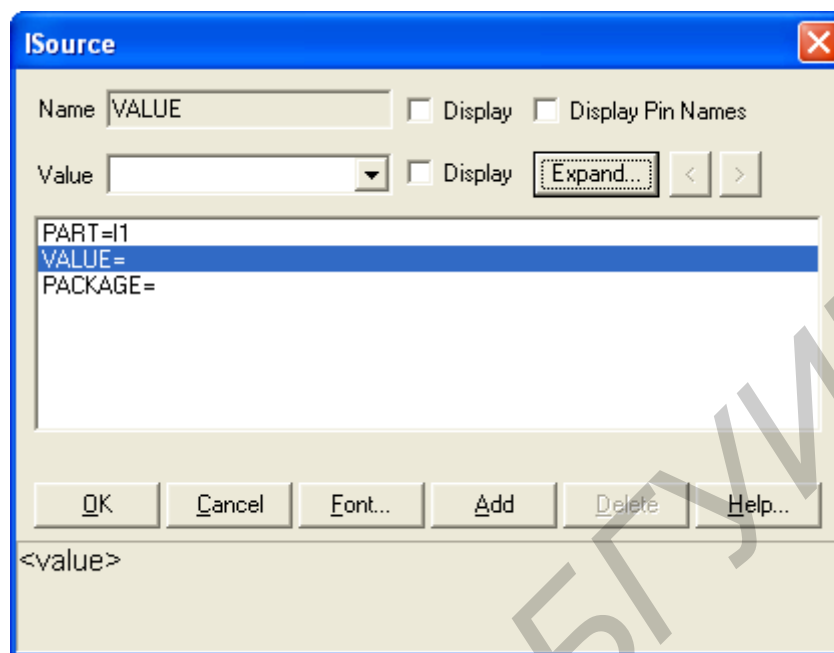 ISource
Name VALUE Display Display Pin Names
Value Display Expand... < >
PART=I1
VALUE=
PACKAGE=
OK Cancel Font... Add Delete Help...
<value>
БГУИ